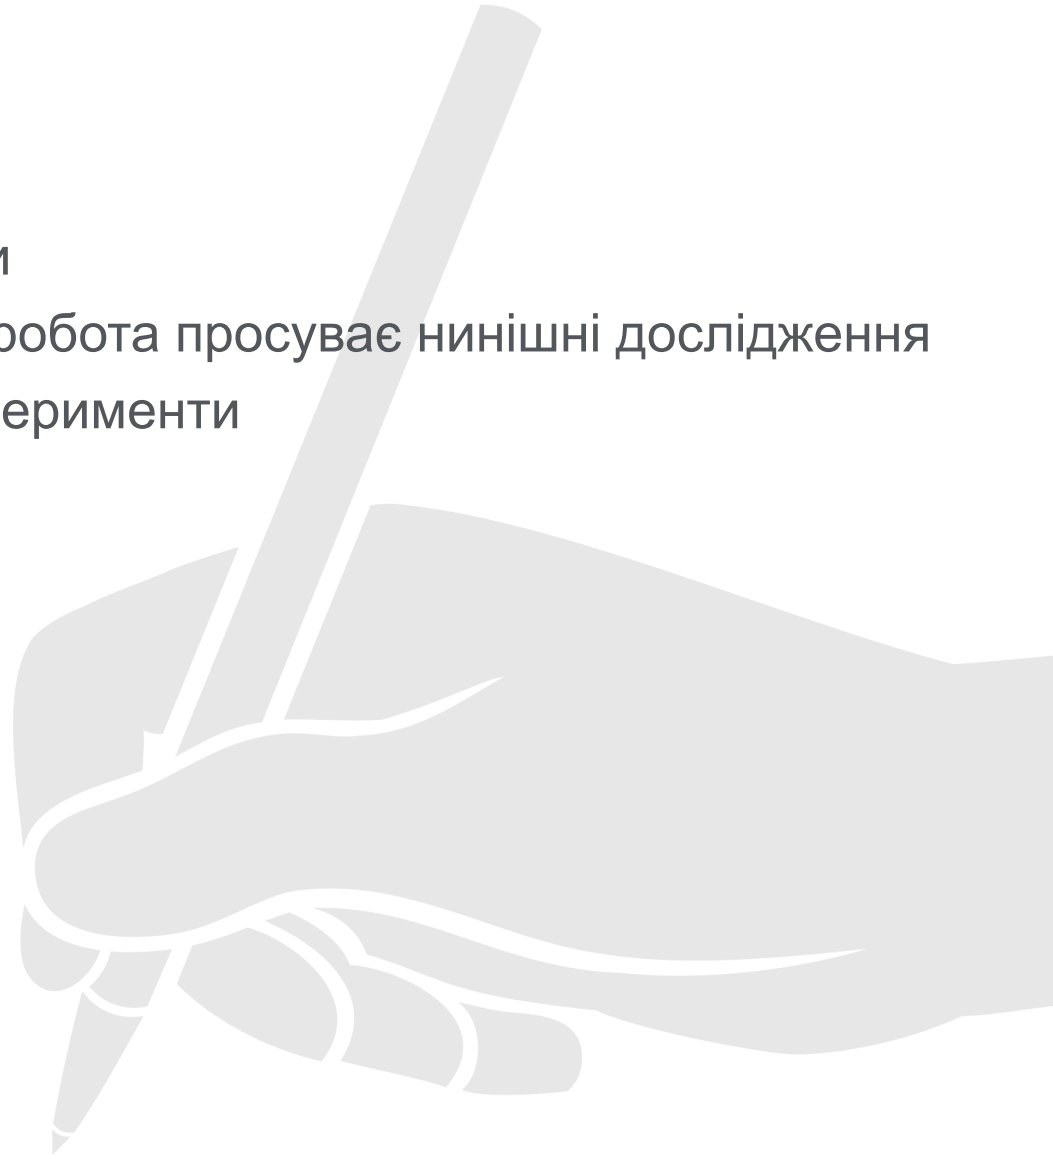 и
робота просуває нинішні дослідження
ерименти